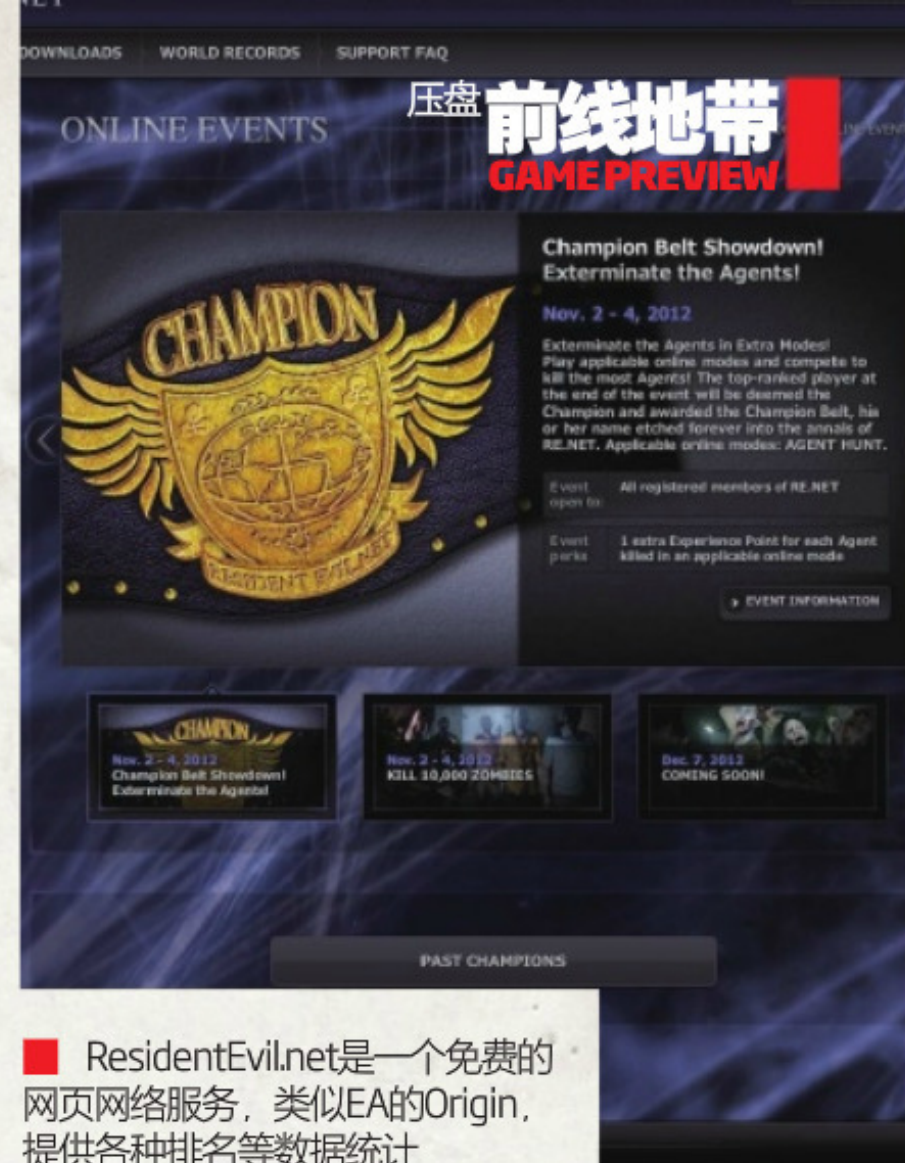 DOWNLOADS WORLD RECORDS SUPPORT FAQ
压盘 前线地带
GAME PREVIEW
ONLINE EVENTS
CHAMPION
RESIDENT EVIL.NET
Champion Belt Showdown!
Exterminate the Agents!
Nov. 2 - 4, 2012
Exterminate the Agents in Extra Modes!
Play applicable online modes and compete to
kill the most Agents! The top-ranked player at
the end of the event will be deemed the
Champion and awarded the Champion Belt, his
or her name etched forever into the annals of
RE.NET. Applicable online modes: AGENT HUNT.
Event open to: All registered members of RE.NET
Event perks 1 extra Experience Point for each Agent
killed in an applicable online mode
EVENT INFORMATION
CHAMPION
Nov. 2 - 4, 2012
Champion Belt Showdown!
Exterminate the Agents!
Nov. 2 - 4, 2012
KILL 10,000 ZOMBIES
Dec. 7, 2012
COMING SOON!
PAST CHAMPIONS
ResidentEvil.net是一个免费的
网页网络服务，类似EA的Origin，
提供各种排名等数据统计